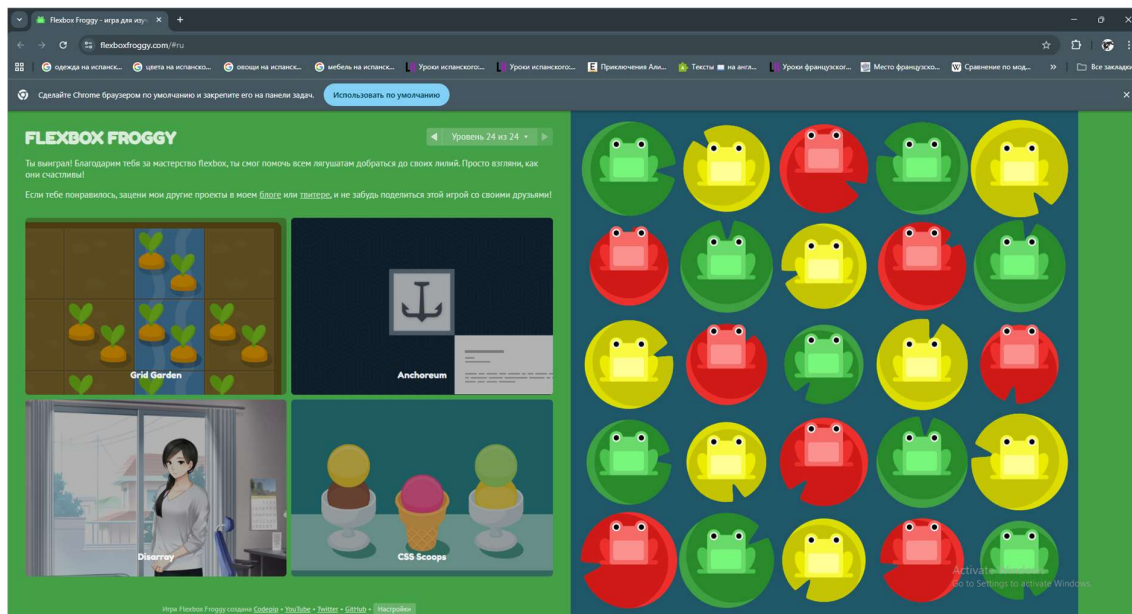 Flexbox Froggy - игра для изу
flexboxfroggy.com/#ru
одежда на испанск...
цвета на испанско...
овощи на испанск...
мебель на испанск...
Уроки испанского:...
Уроки испанского:...
Приключения Али...
Тексты на англ...
Уроки французског...
Место французско...
Сравнение по мод...
Все закладки
Сделайте Chrome браузером по умолчанию и закрепите его на панели задач.
Использовать по умолчанию
FLEXBOX FROGGY
Уровень 24 из 24
Ты выиграл! Благодарим тебя за мастерство flexbox, ты смог помочь всем лягушатам добраться до своих лилий. Просто взгляни, как
они счастливы!
Если тебе понравилось, зацени мои другие проекты в моем блоге или твитере, и не забудь поделиться этой игрой со своими друзьями!
Grid Garden
Anchoreum
Disarray
CSS Scoops
Игра Flexbox Froggy создана Codepip • YouTube • Twitter • GitHub • Настройки
Activate Windows
Go to Settings to activate Windows.